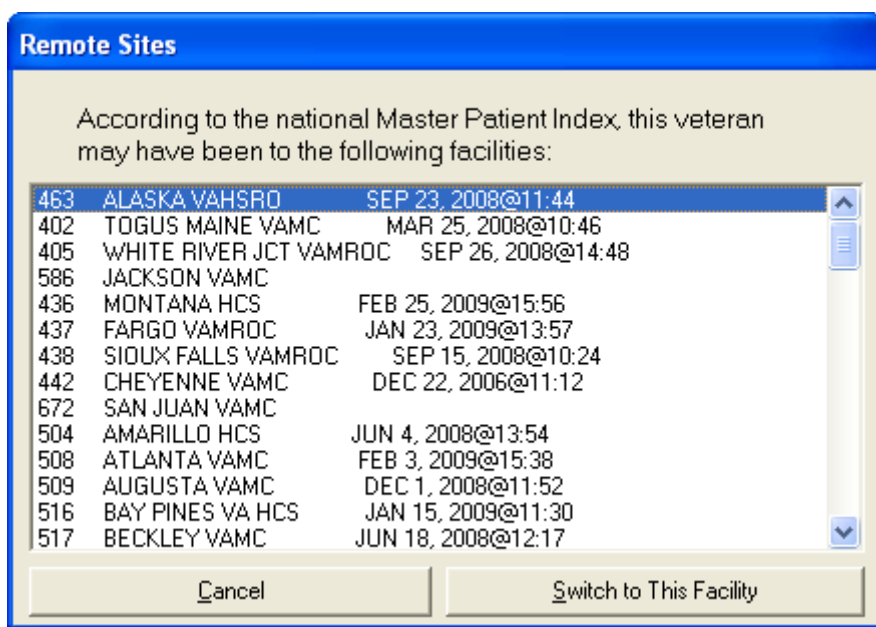 Remote Sites
According to the national Master Patient Index, this veteran
may have been to the following facilities:
463 ALASKA VAHSRO SEP 23, 2008@11:44
402 TOGUS MAINE VAMC MAR 25, 2008@10:46
405 WHITE RIVER JCT VAMROC SEP 26, 2008@14:48
586 JACKSON VAMC
436 MONTANA HCS FEB 25, 2009@15:56
437 FARGO VAMROC JAN 23, 2009@13:57
438 SIOUX FALLS VAMROC SEP 15, 2008@10:24
442 CHEYENNE VAMC DEC 22, 2006@11:12
672 SAN JUAN VAMC
504 AMARILLO HCS JUN 4, 2008@13:54
508 ATLANTA VAMC FEB 3, 2009@15:38
509 AUGUSTA VAMC DEC 1, 2008@11:52
516 BAY PINES VA HCS JAN 15, 2009@11:30
517 BECKLEY VAMC JUN 18, 2008@12:17
Cancel Switch to This Facility